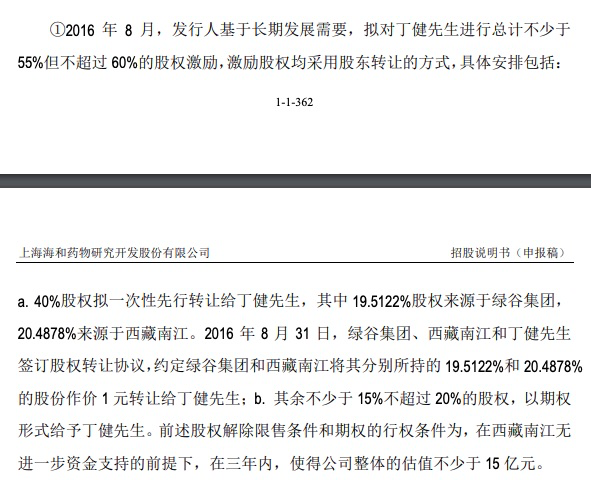 ①2016 年 8 月，发行人基于长期发展需要，拟对丁健先生进行总计不少于
55%但不超过 60%的股权激励，激励股权均采用股东转让的方式，具体安排包括：
1-1-362
上海海和药物研究开发股份有限公司 招股说明书（申报稿）
a. 40%股权拟一次性先行转让给丁健先生，其中 19.5122%股权来源于绿谷集团，
20.4878%来源于西藏南江。2016 年 8 月 31 日，绿谷集团、西藏南江和丁健先生
签订股权转让协议，约定绿谷集团和西藏南江将其分别所持的 19.5122%和 20.4878%
的股份作价 1 元转让给丁健先生；b. 其余不少于 15%不超过 20%的股权，以期权
形式给予丁健先生。前述股权解除限售条件和期权的行权条件为，在西藏南江无
进一步资金支持的前提下，在三年内，使得公司整体的估值不少于 15 亿元。